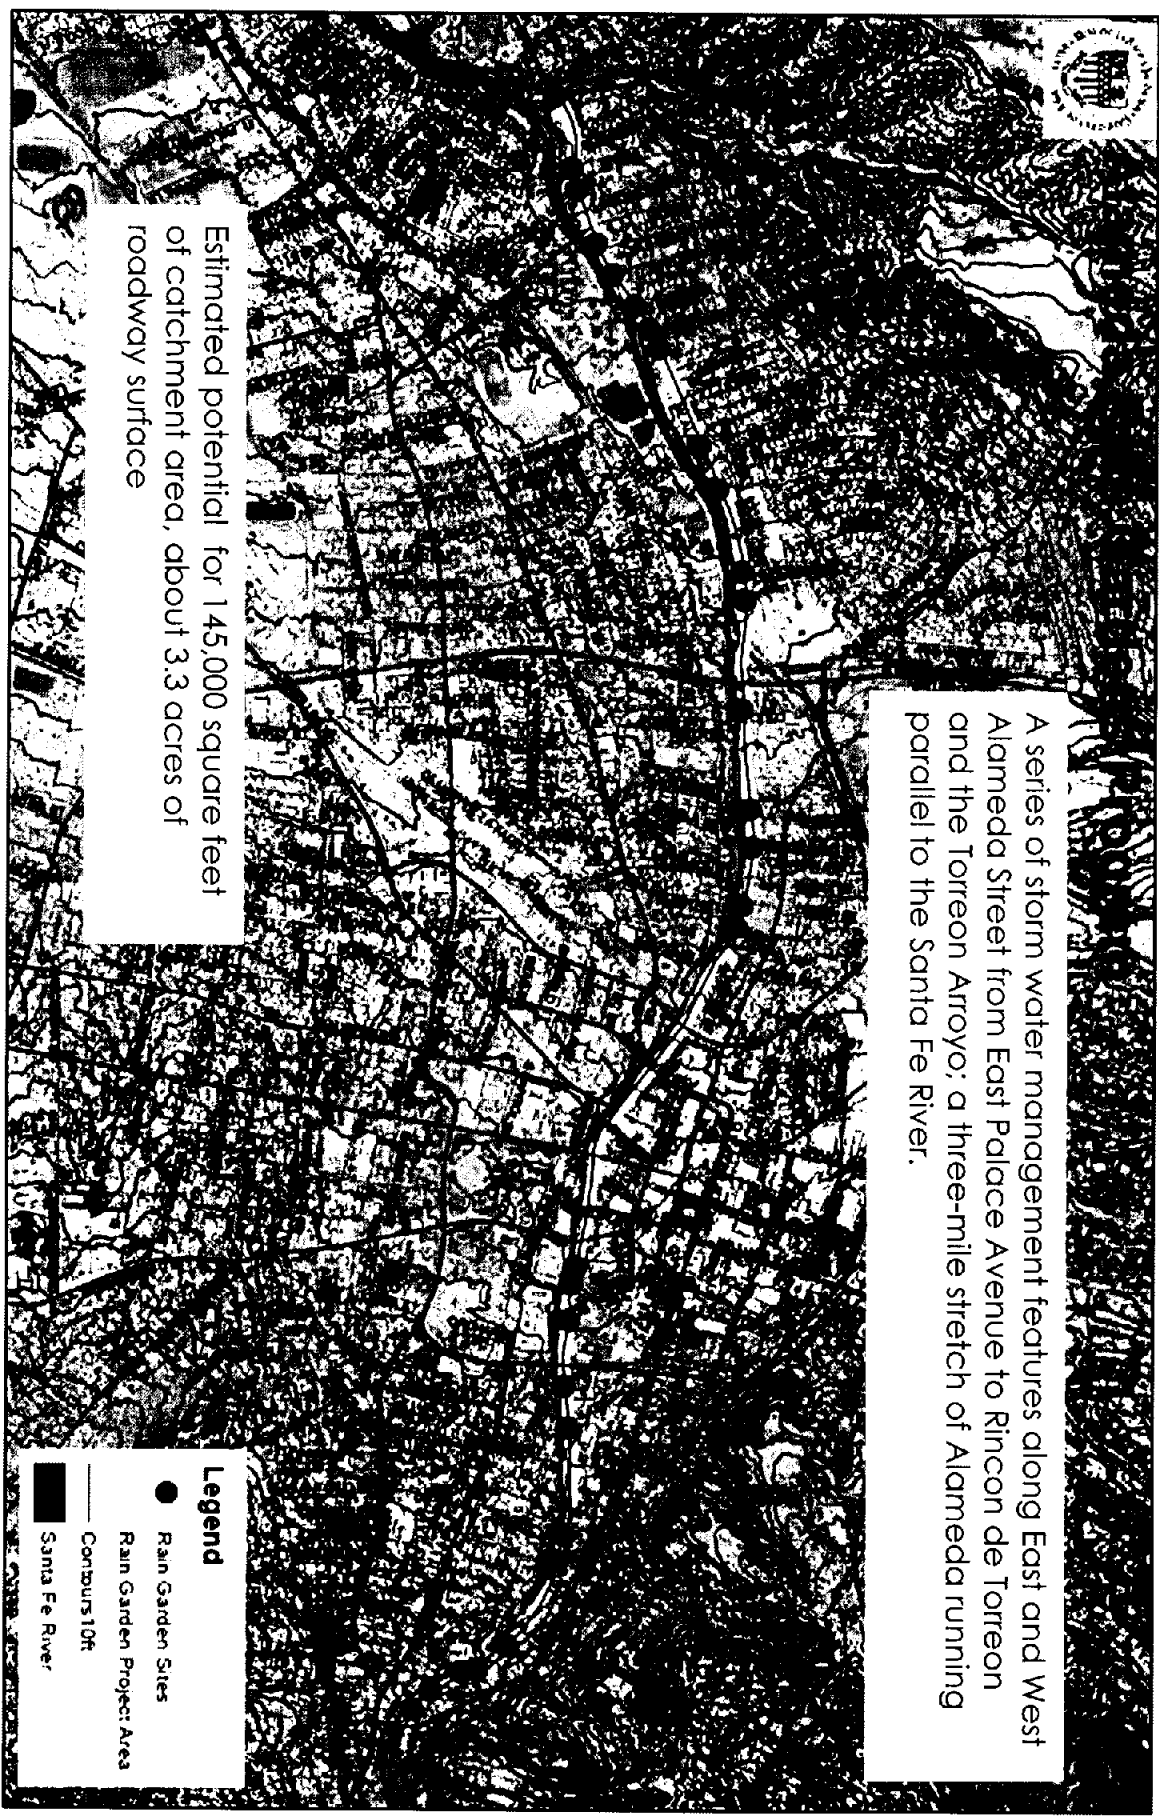 A series of storm water management features along East and West
Alameda Street from East Palace Avenue to Rincon de Torreon
and the Torreon Arroyo; a three-mile stretch of Alameda running
parallel to the Santa Fe River.
Estimated potential for 145,000 square feet
of catchment area, about 3.3 acres of
roadway surface
Legend
Rain Garden Sites
Rain Garden Project Area
Contours 10ft
Santa Fe River